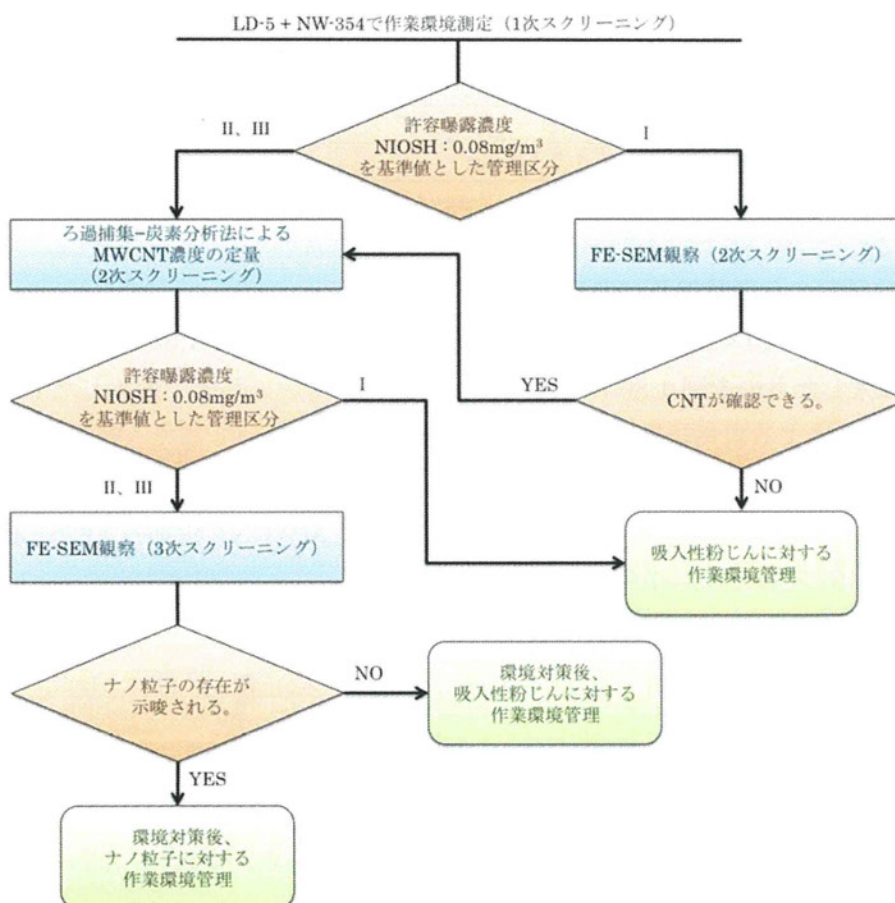 LD-5 + NW-354で作業環境測定（1次スクリーニング）
許容曝露濃度
NIOSH：0.08mg/m³
を基準値とした管理区分
II、III
I
ろ過捕集−炭素分析法による
MWCNT濃度の定量
（2次スクリーニング）
FE-SEM観察（2次スクリーニング）
許容曝露濃度
NIOSH：0.08mg/m³
を基準値とした管理区分
I
YES
CNTが確認できる。
II、III
NO
FE-SEM観察（3次スクリーニング）
吸入性粉じんに対する
作業環境管理
ナノ粒子の存在が
示唆される。
NO
環境対策後、
吸入性粉じんに対する
作業環境管理
YES
環境対策後、
ナノ粒子に対する
作業環境管理